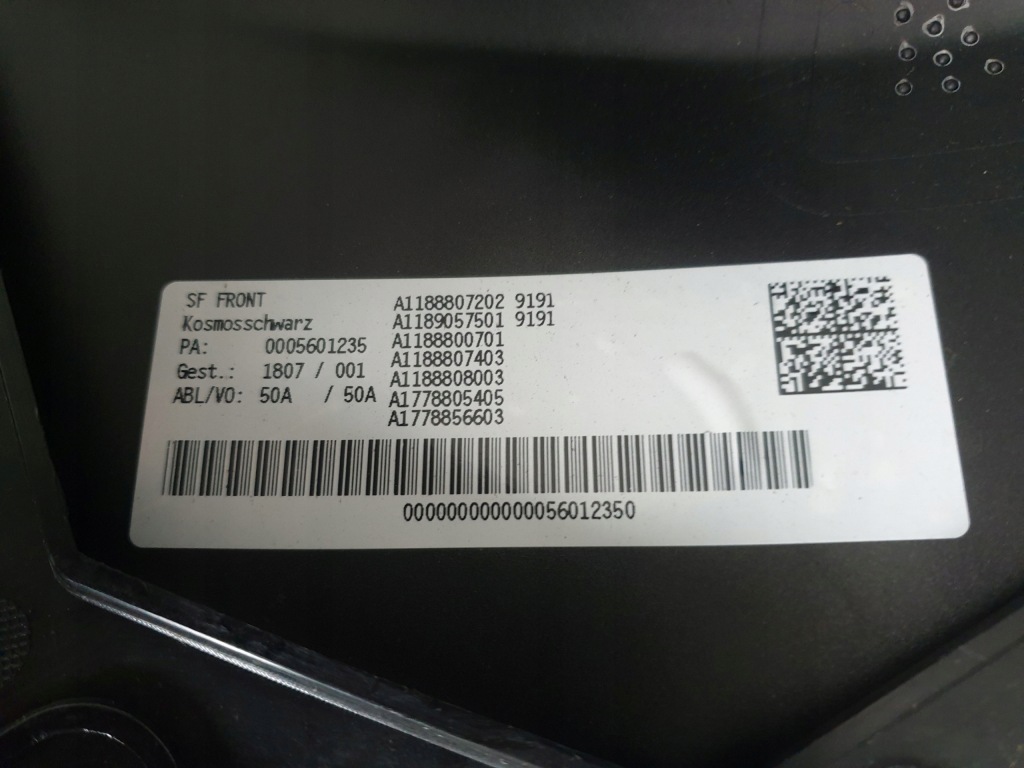 SF FRONT
Kosmosschwarz
PA: 0005601235
Gest.: 1807 / 001
ABL/VO: 50A / 50A
A1188807202 9191
A1189057501 9191
A1188800701
A1188807403
A1188808003
A1778805405
A1778856603
000000000000056012350